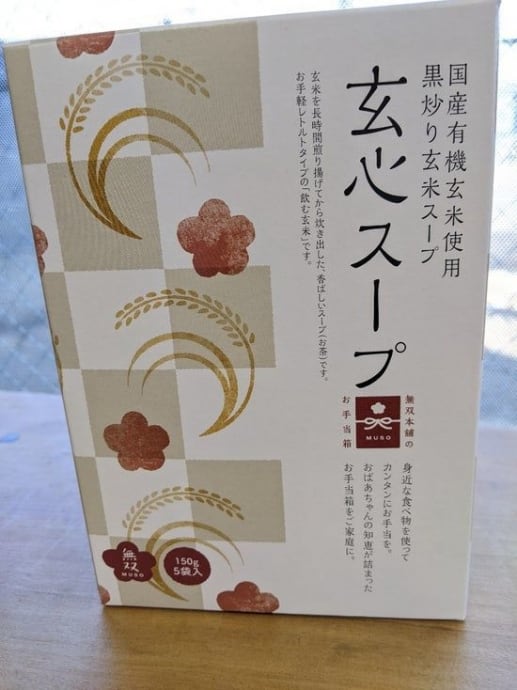 国産有機玄米使用
黒炒り玄米スープ
玄心スープ
玄米を長時間煎り揚げてから炊き出した、香ばしいスープ(お茶)です。
お手軽レトルトタイプの「飲む玄米」です。
無双本舗の
お手当箱
MUSO
身近な食べ物を使って
カンタンにお手当を。
おばあちゃんの知恵が詰まった
お手当箱をご家庭に。
無双
MUSO
150g
5袋入